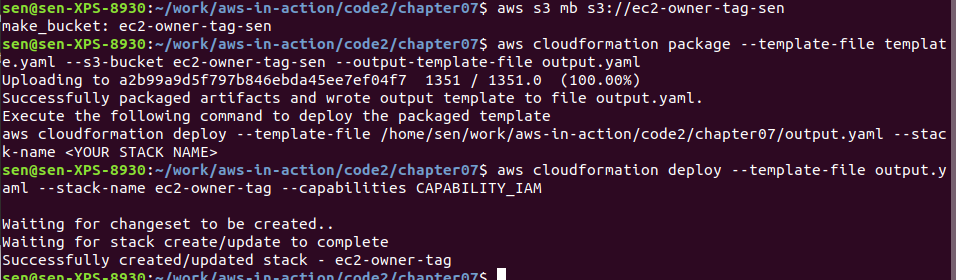 sen@sen-XPS-8930:~/work/aws-in-action/code2/chapter07$ aws s3 mb s3://ec2-owner-tag-sen
make_bucket: ec2-owner-tag-sen
sen@sen-XPS-8930:~/work/aws-in-action/code2/chapter07$ aws cloudformation package --template-file templat
e.yaml --s3-bucket ec2-owner-tag-sen --output-template-file output.yaml
Uploading to a2b99a9d5f797b846ebda45ee7ef04f7  1351 / 1351.0  (100.00%)
Successfully packaged artifacts and wrote output template to file output.yaml.
Execute the following command to deploy the packaged template
aws cloudformation deploy --template-file /home/sen/work/aws-in-action/code2/chapter07/output.yaml --stac
k-name <YOUR STACK NAME>
sen@sen-XPS-8930:~/work/aws-in-action/code2/chapter07$ aws cloudformation deploy --template-file output.y
aml --stack-name ec2-owner-tag --capabilities CAPABILITY_IAM

Waiting for changeset to be created..
Waiting for stack create/update to complete
Successfully created/updated stack - ec2-owner-tag
sen@sen-XPS-8930:~/work/aws-in-action/code2/chapter07$